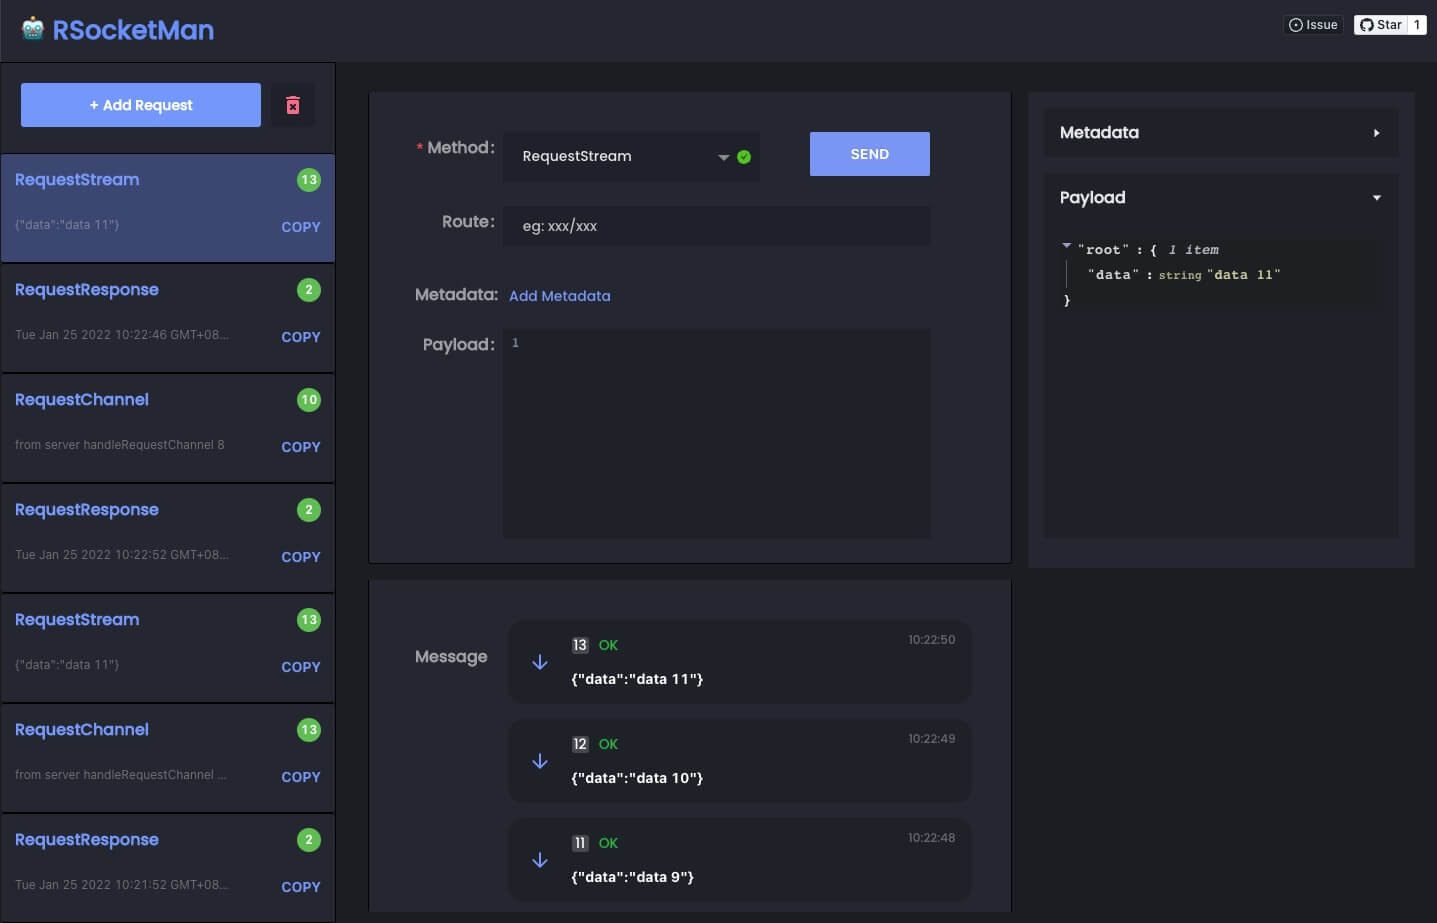 RSocketMan
Issue
Star 1
+ Add Request
RequestStream 13
{"data":"data 11"} COPY
RequestResponse 2
Tue Jan 25 2022 10:22:46 GMT+08... COPY
RequestChannel 10
from server handleRequestChannel 8 COPY
RequestResponse 2
Tue Jan 25 2022 10:22:52 GMT+08... COPY
RequestStream 13
{"data":"data 11"} COPY
RequestChannel 13
from server handleRequestChannel ... COPY
RequestResponse 2
Tue Jan 25 2022 10:21:52 GMT+08... COPY
* Method: RequestStream SEND
Route: eg: xxx/xxx
Metadata: Add Metadata
Payload: 1
Message
13 OK 10:22:50
{"data":"data 11"}
12 OK 10:22:49
{"data":"data 10"}
11 OK 10:22:48
{"data":"data 9"}
Metadata
Payload
"root" : { 1 item
"data" : string "data 11"
}